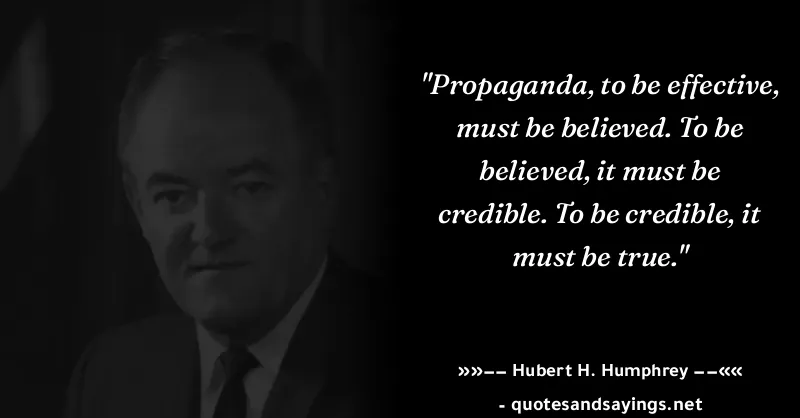 "Propaganda, to be effective,
must be believed. To be
believed, it must be
credible. To be credible, it
must be true."
»»−− Hubert H. Humphrey −−««
- quotesandsayings.net